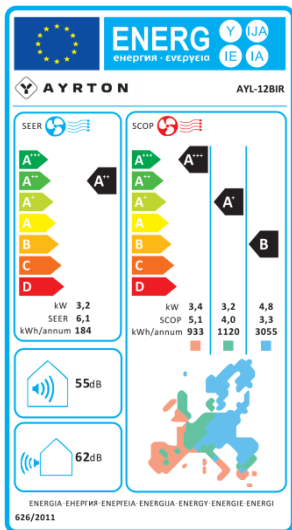 ENERG
енергия · ενεργεια
Y IJA
IE IA
AYRTON
AYL-12BIR
SEER
SCOP
A+++
A++
A+
A
B
C
D
A++
A+++
A++
A+
A
B
C
D
A+++
A+
B
kW 3,2
SEER 6,1
kWh/annum 184
kW 3,4 3,2 4,8
SCOP 5,1 4,0 3,3
kWh/annum 933 1120 3055
55dB
62dB
ENERGIA·ЕНЕРГИЯ·ΕΝΕΡΓΕΙΑ·ENERGIJA·ENERGY·ENERGIE·ENERGI
626/2011